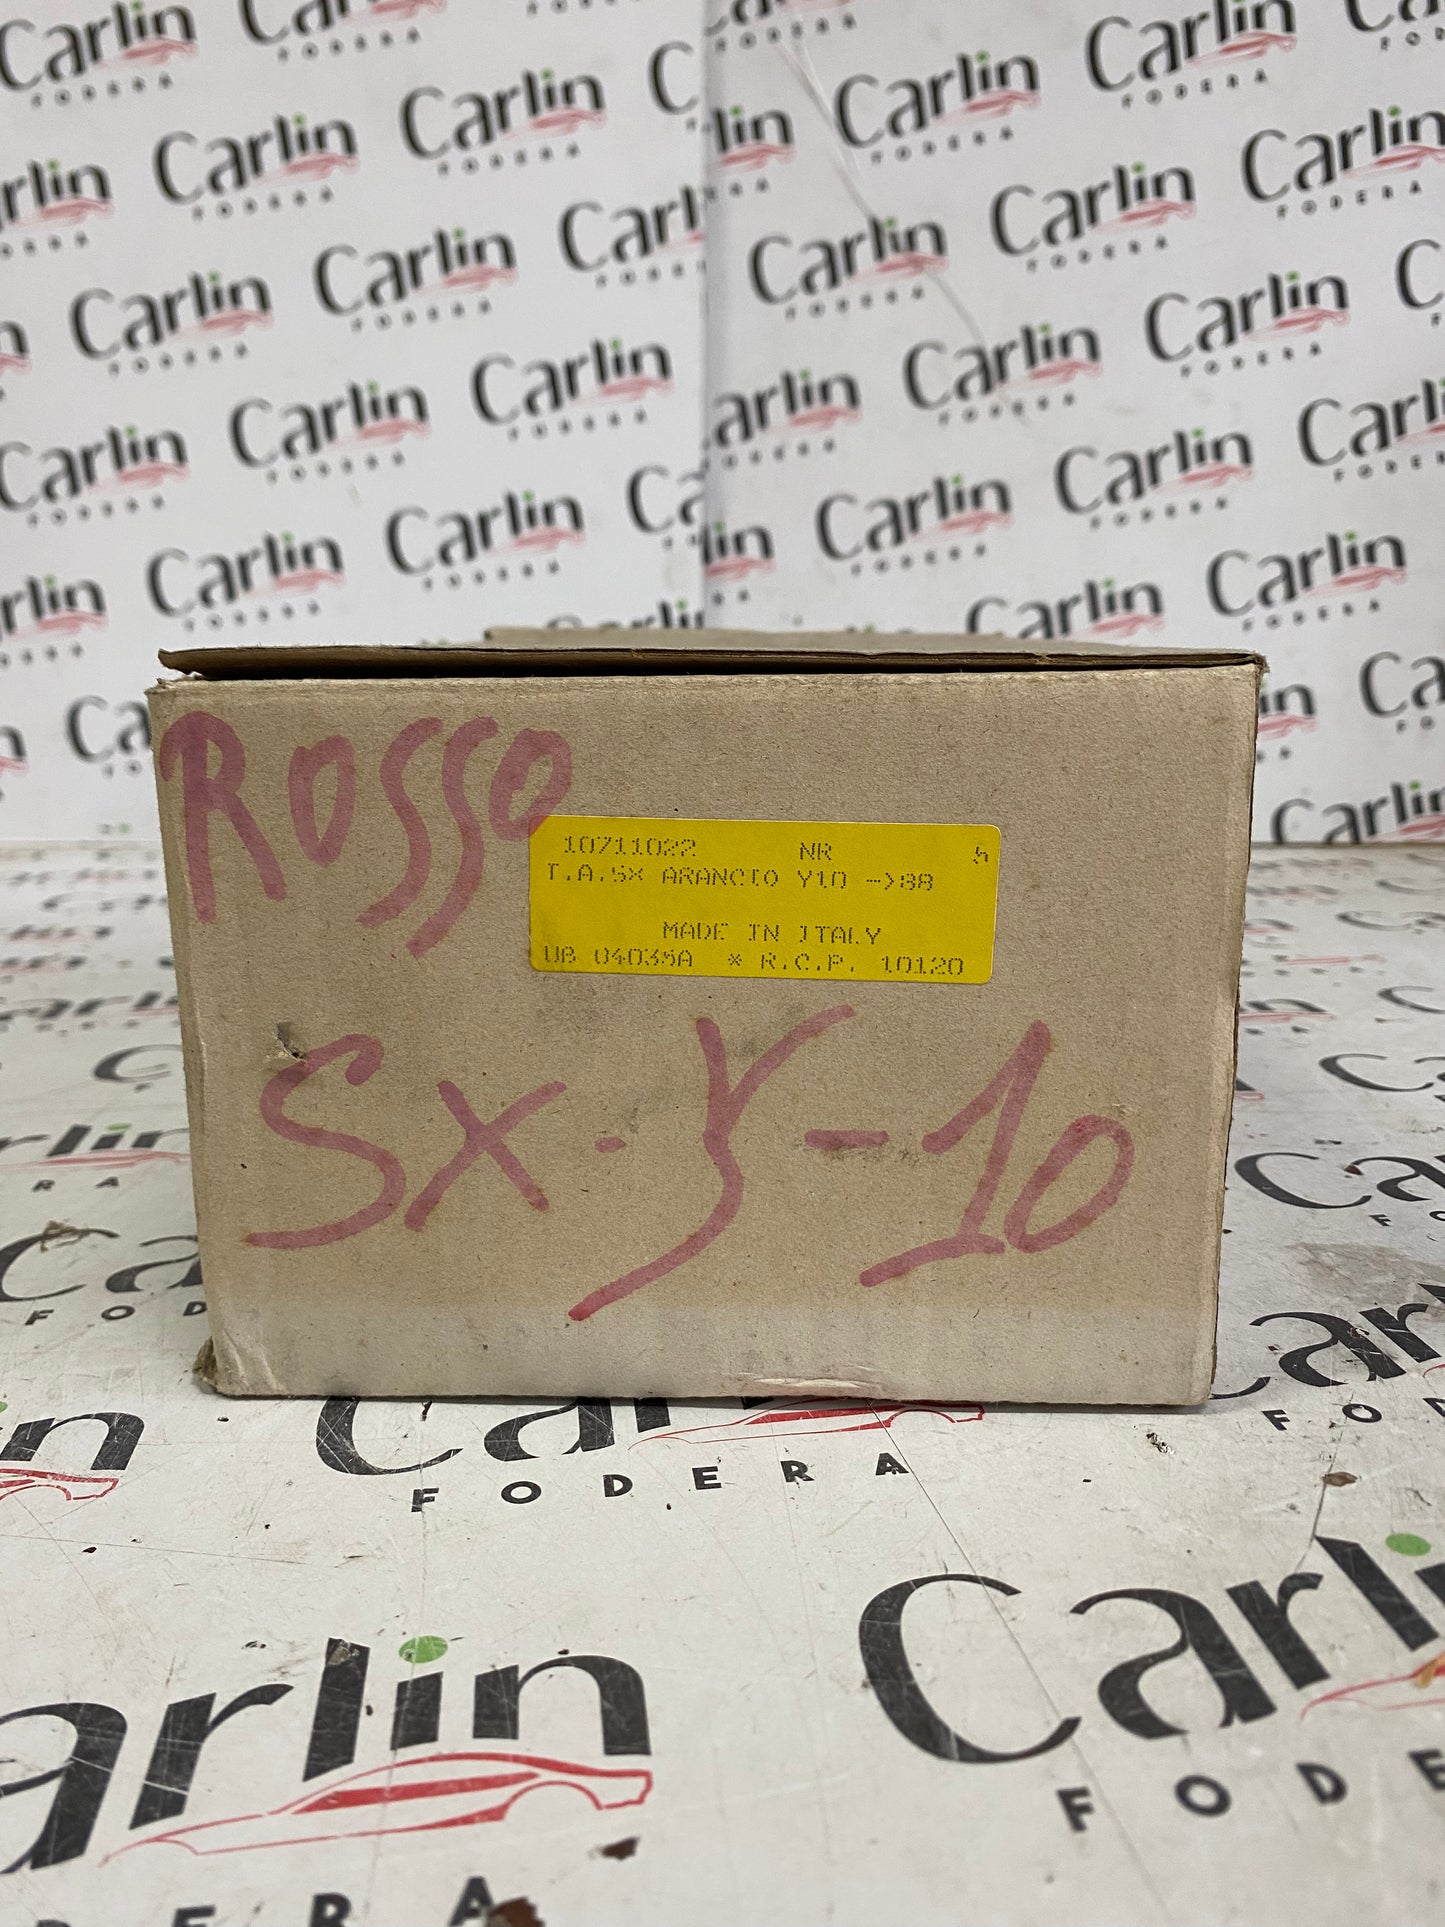 ROSSO
10711022 NR 5
T.A.SX ARANCIO Y10 ->88
MADE IN ITALY
UB 04035A * R.C.P. 10120
SX-Y-10
Carlin
FODERA